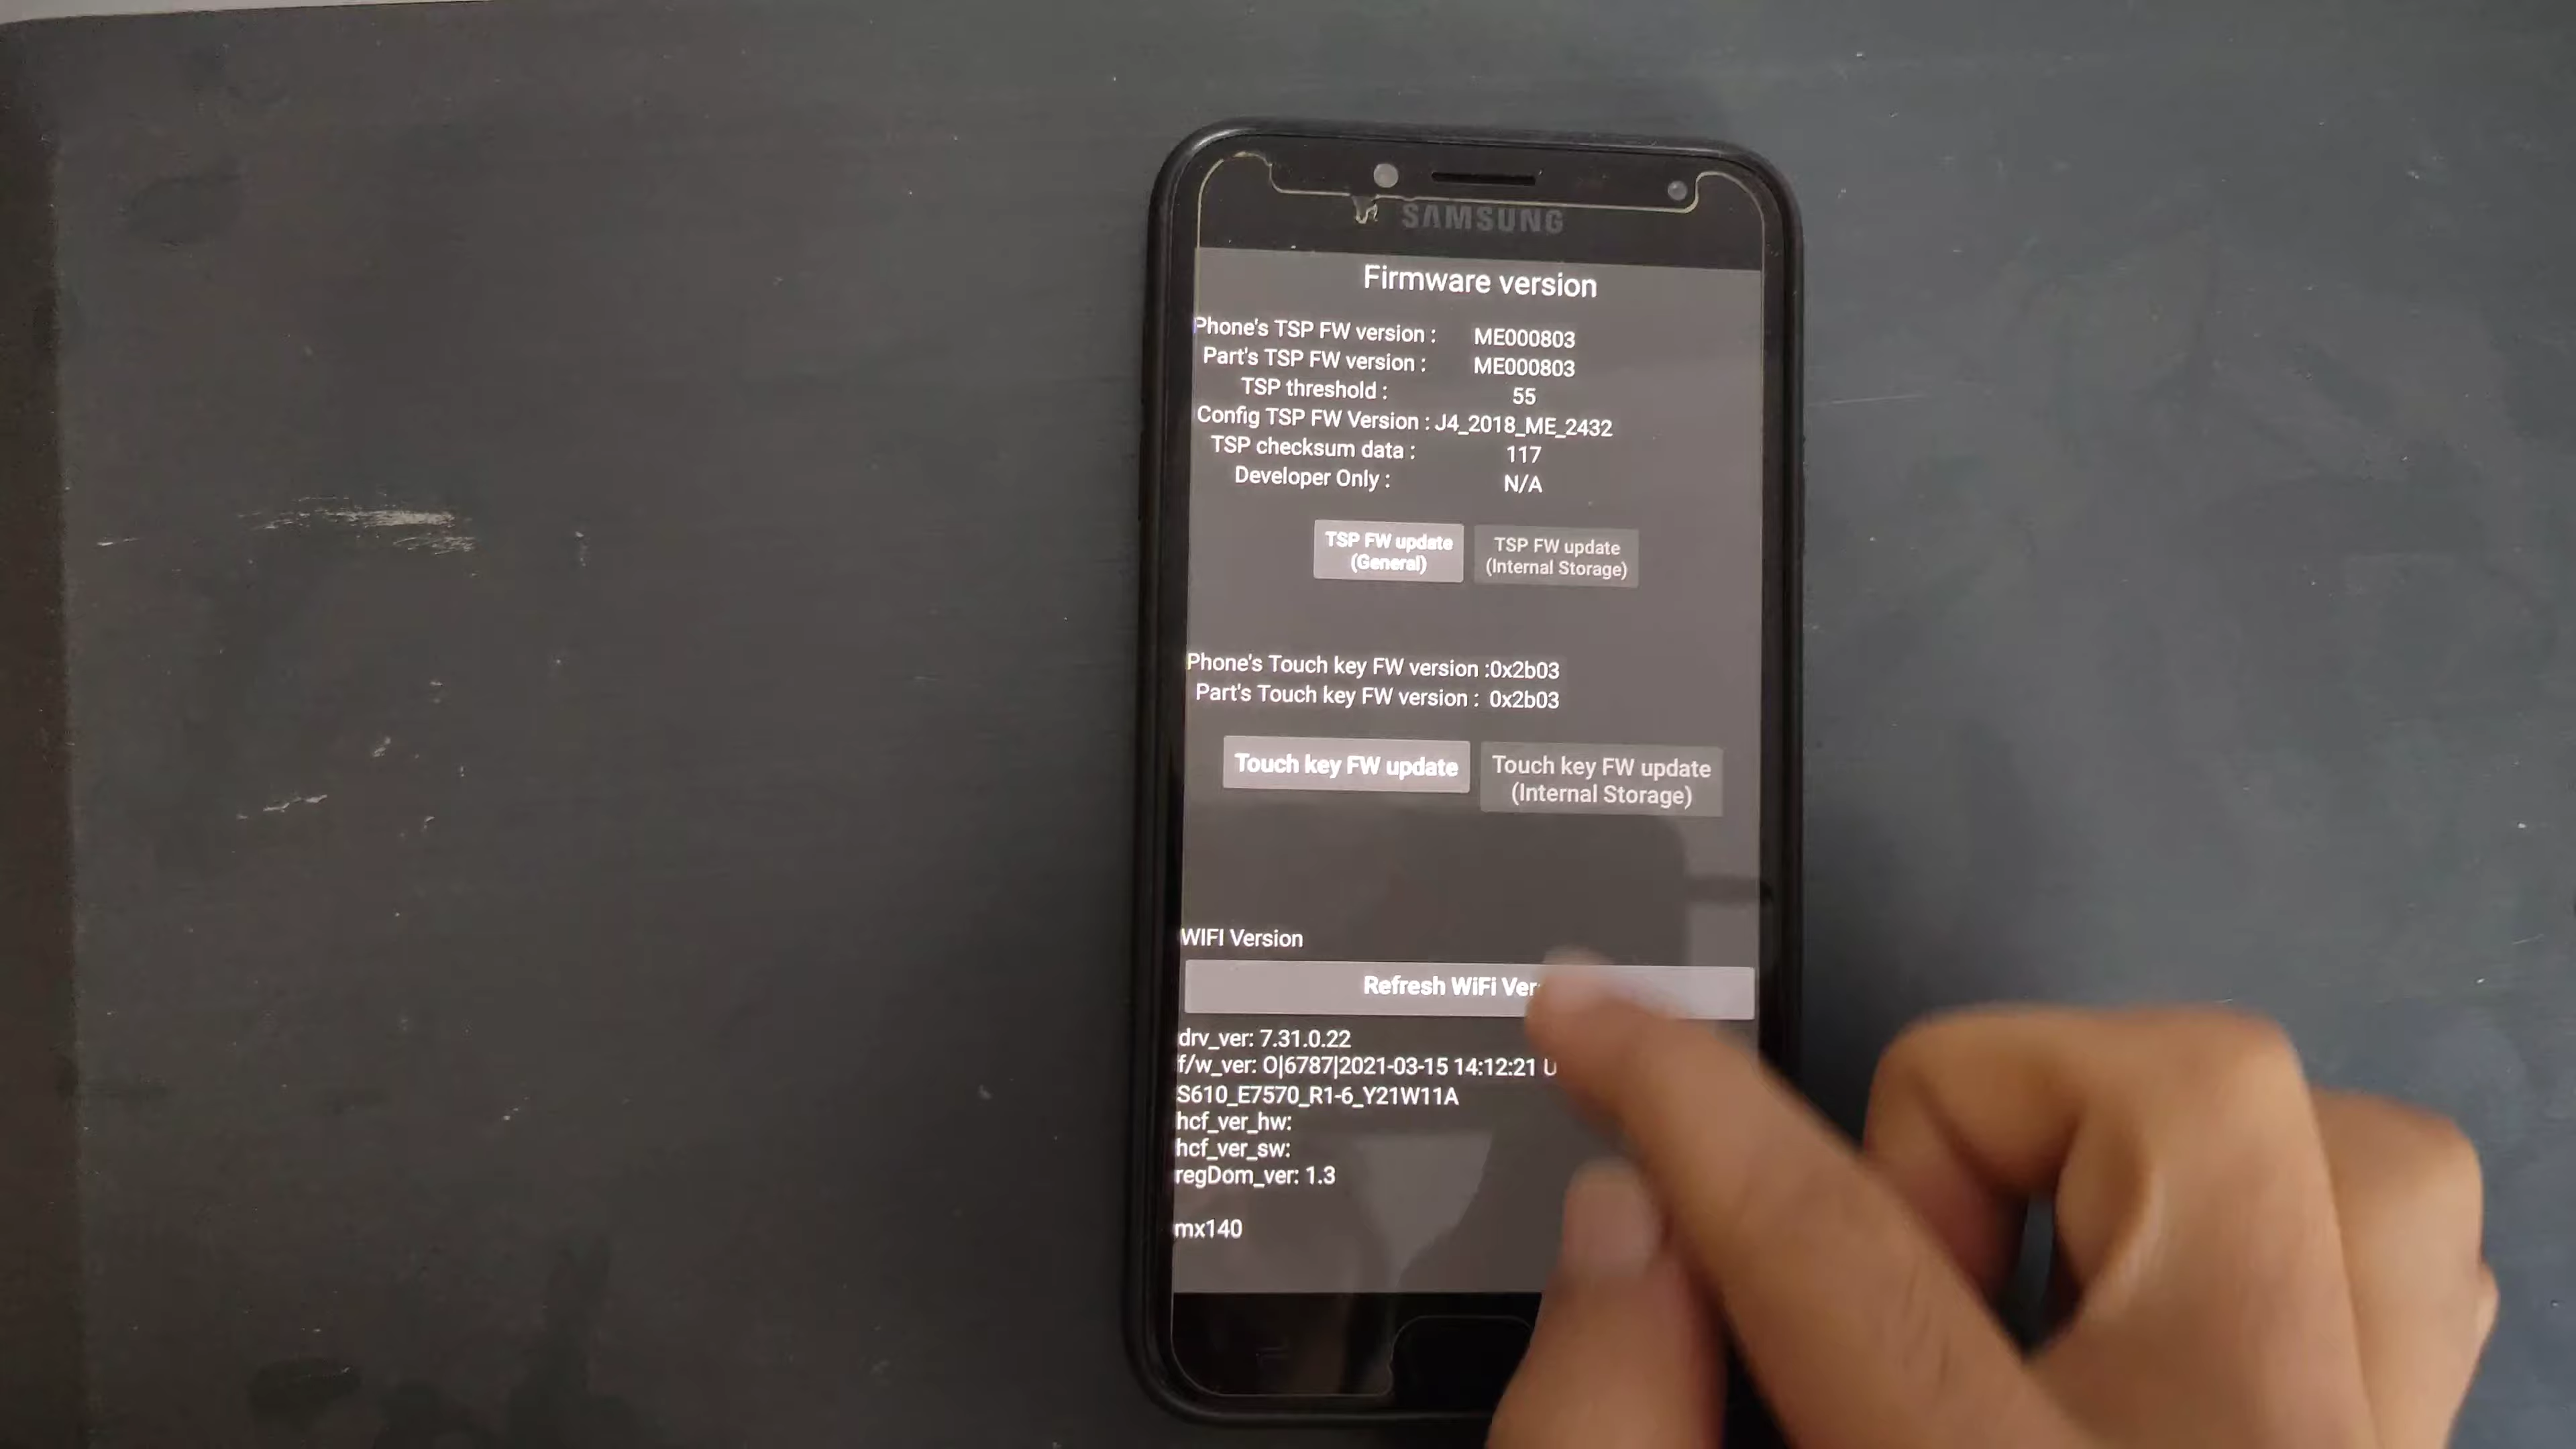 SAMSUNG
Firmware version
Phone's TSP FW version : ME000803
Part's TSP FW version : ME000803
TSP threshold : 55
Config TSP FW Version : J4_2018_ME_2432
TSP checksum data : 117
Developer Only : N/A
TSP FW update
(General)
TSP FW update
(Internal Storage)
Phone's Touch key FW version :0x2b03
Part's Touch key FW version : 0x2b03
Touch key FW update
Touch key FW update
(Internal Storage)
WIFI Version
Refresh WiFi Ver
drv_ver: 7.31.0.22
f/w_ver: O|6787|2021-03-15 14:12:21 U
S610_E7570_R1-6_Y21W11A
hcf_ver_hw:
hcf_ver_sw:
regDom_ver: 1.3
mx140